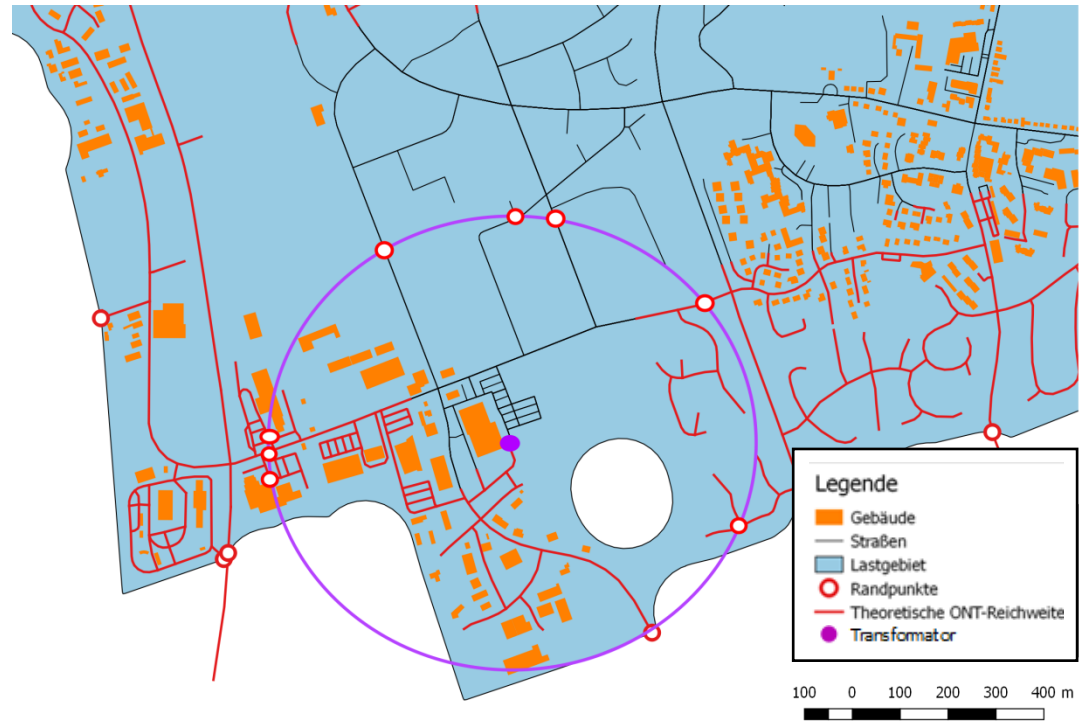 Legende
Gebäude
Straßen
Lastgebiet
Randpunkte
Theoretische ONT-Reichweite
Transformator
100 0 100 200 300 400 m